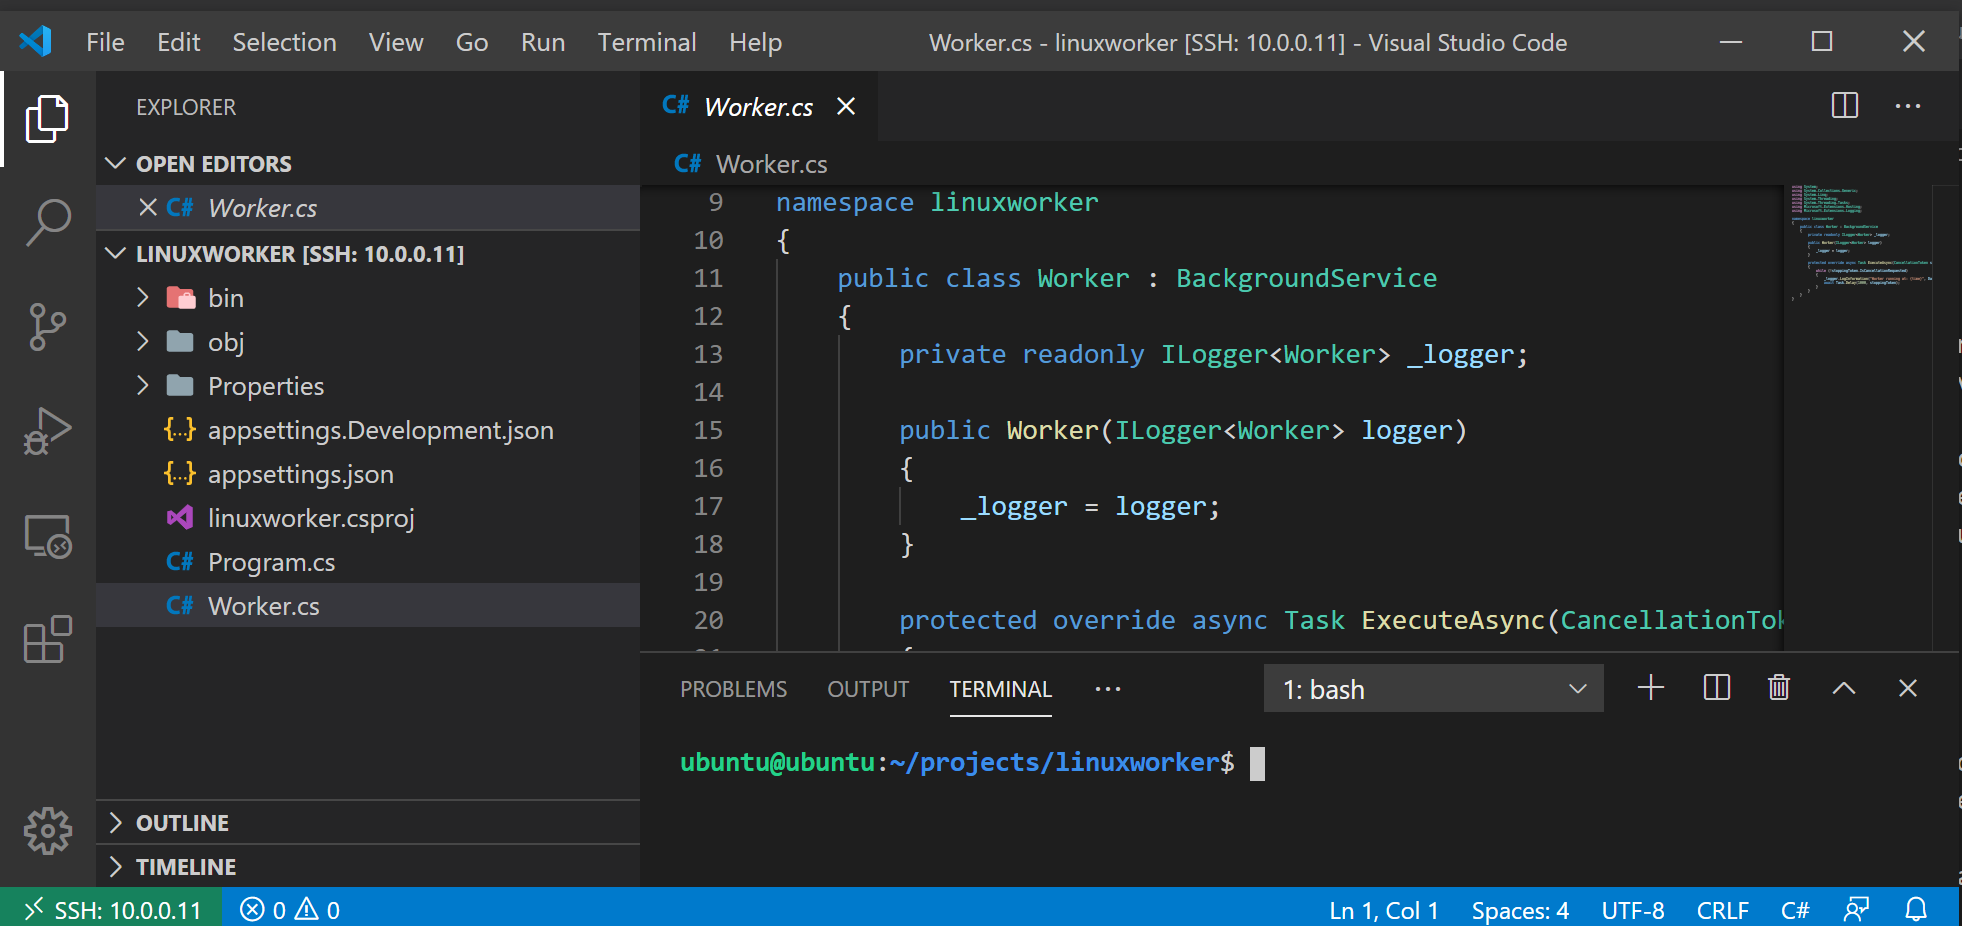 File Edit Selection View Go Run Terminal Help Worker.cs - linuxworker [SSH: 10.0.0.11] - Visual Studio Code
EXPLORER
OPEN EDITORS
C# Worker.cs
LINUXWORKER [SSH: 10.0.0.11]
bin
obj
Properties
{..} appsettings.Development.json
{..} appsettings.json
linuxworker.csproj
C# Program.cs
C# Worker.cs
OUTLINE
TIMELINE
C# Worker.cs
C# Worker.cs
9 namespace linuxworker
10 {
11 public class Worker : BackgroundService
12 {
13 private readonly ILogger<Worker> _logger;
14
15 public Worker(ILogger<Worker> logger)
16 {
17 _logger = logger;
18 }
19
20 protected override async Task ExecuteAsync(CancellationTok
PROBLEMS OUTPUT TERMINAL ··· 1: bash
ubuntu@ubuntu:~/projects/linuxworker$
SSH: 10.0.0.11 0 0 Ln 1, Col 1 Spaces: 4 UTF-8 CRLF C#